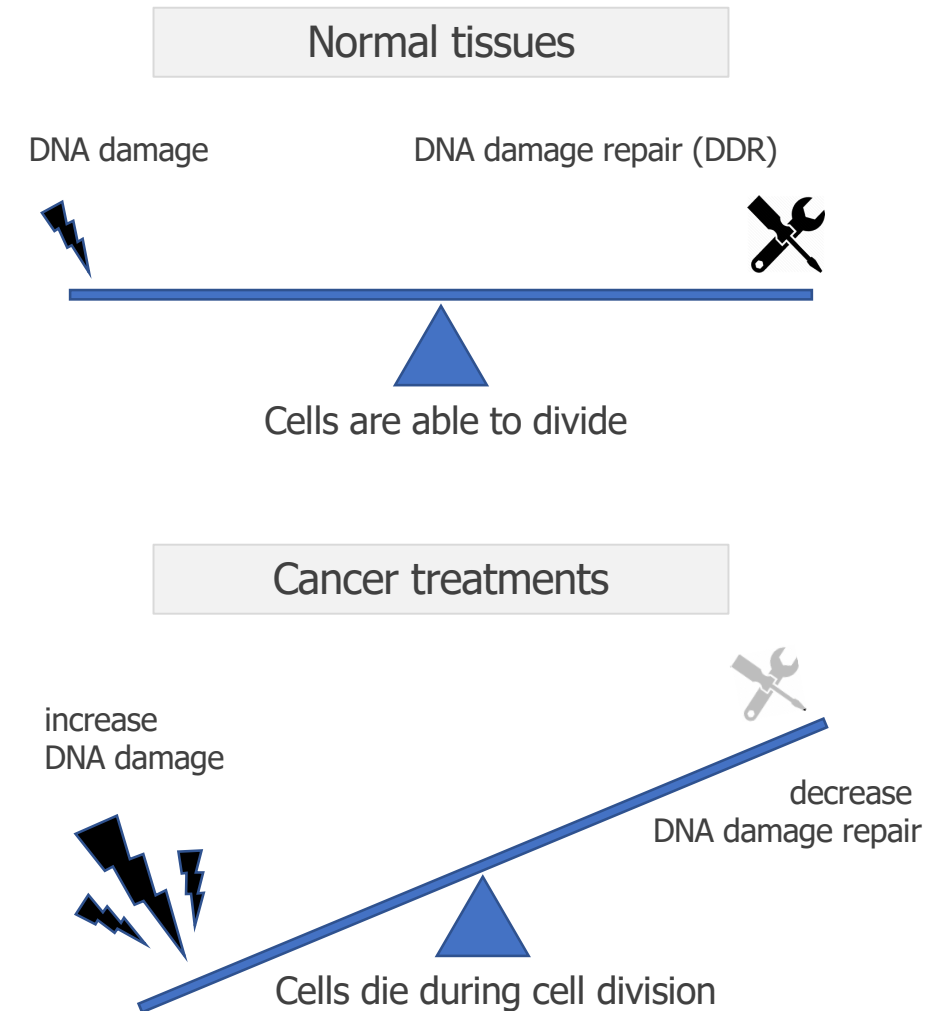 Normal tissues
DNA damage
DNA damage repair (DDR)
Cells are able to divide
Cancer treatments
increase
DNA damage
decrease
DNA damage repair
Cells die during cell division